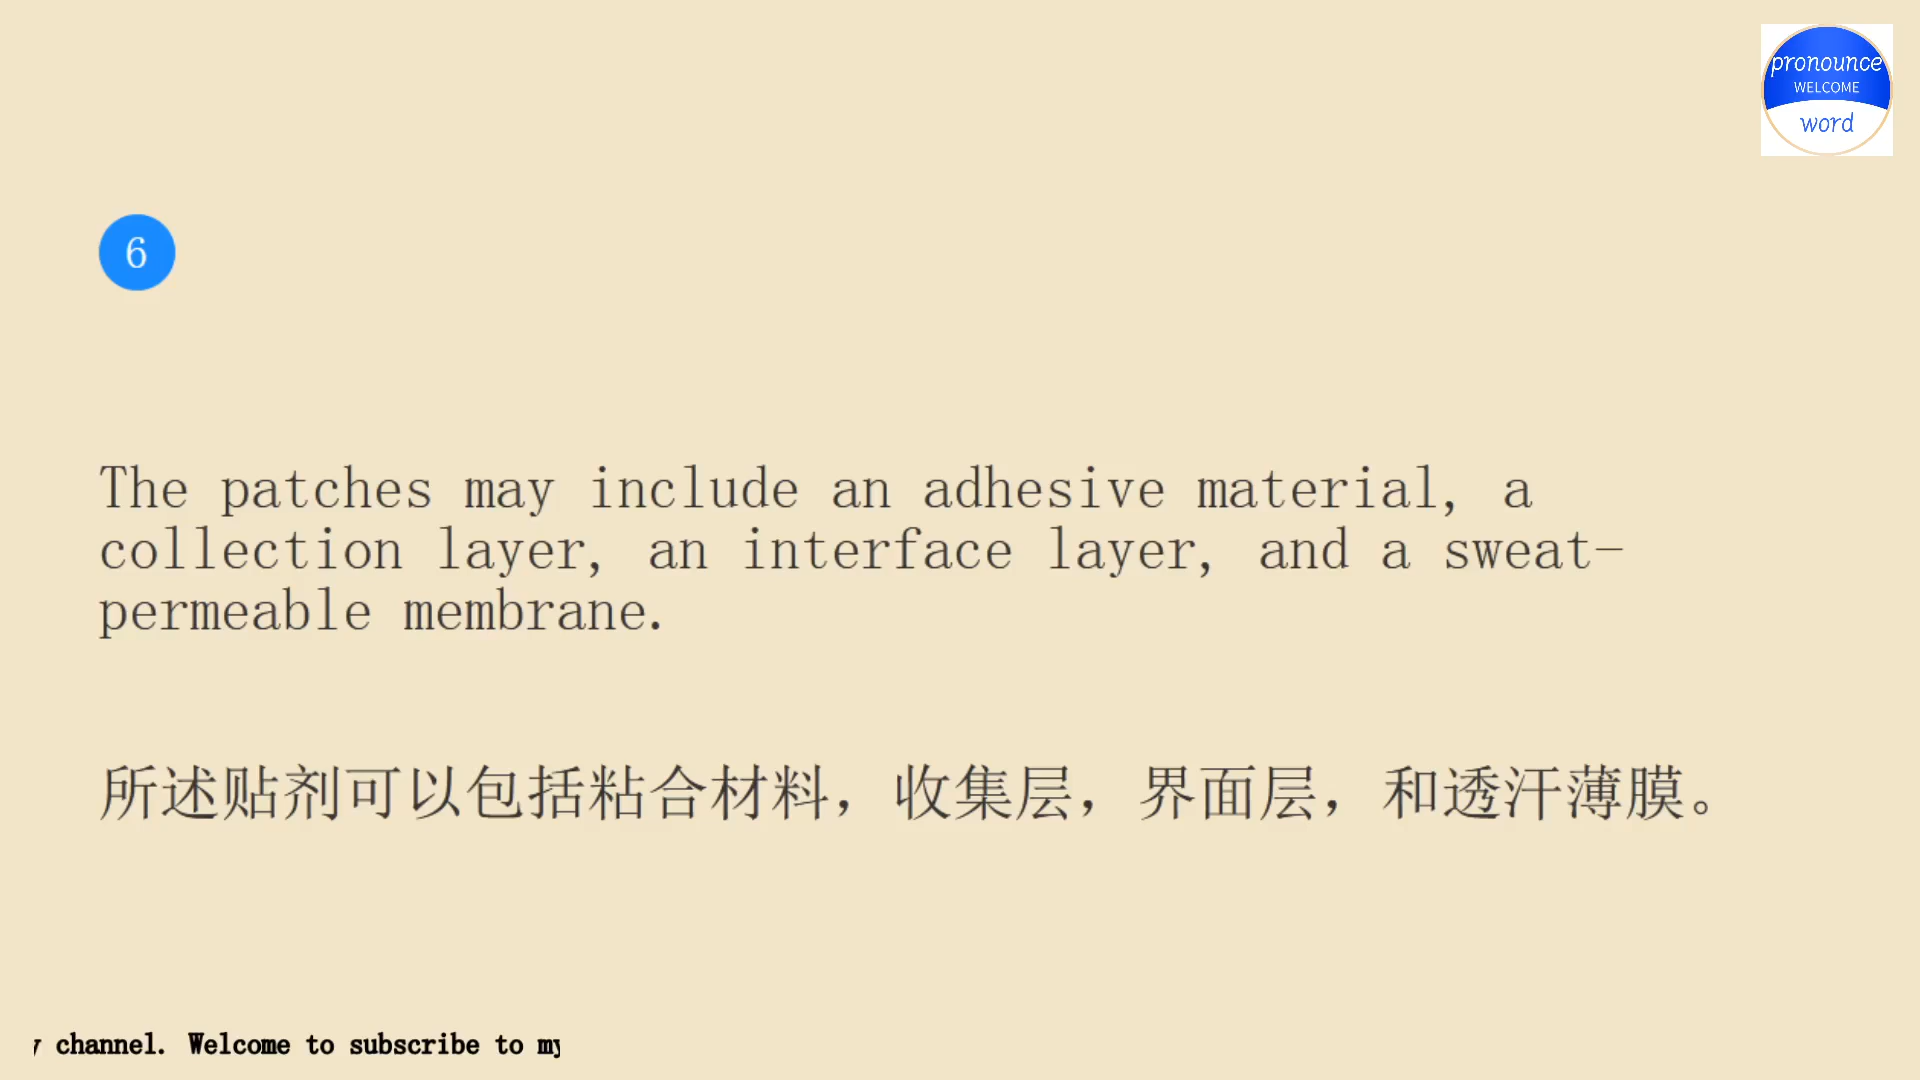 pronounce
WELCOME
word
6
The patches may include an adhesive material, a
collection layer, an interface layer, and a sweat-
permeable membrane.
所述贴剂可以包括粘合材料，收集层，界面层，和透汗薄膜。
channel. Welcome to subscribe to my